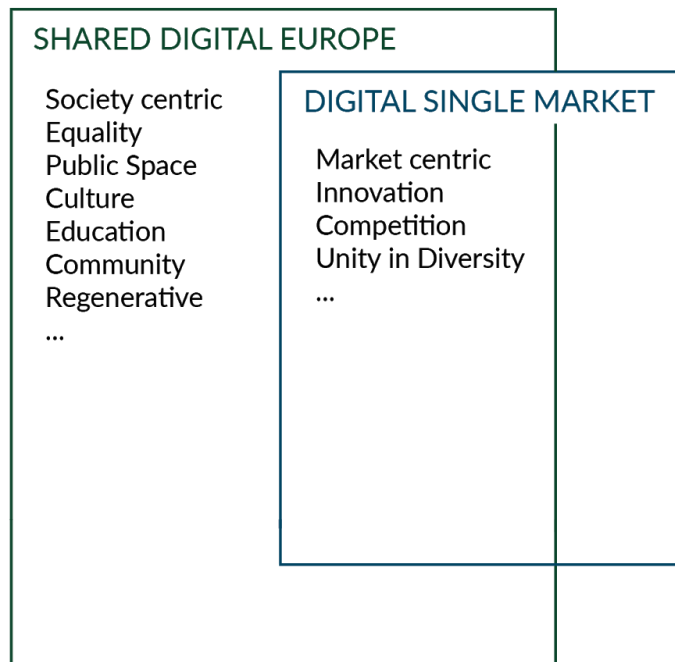 SHARED DIGITAL EUROPE
Society centric
Equality
Public Space
Culture
Education
Community
Regenerative
...
DIGITAL SINGLE MARKET
Market centric
Innovation
Competition
Unity in Diversity
...